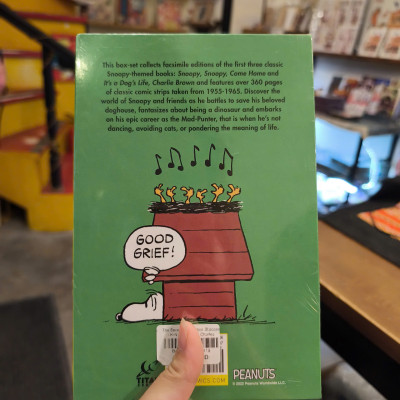 This box-set collects facsimile editions of the first three classic
Snoopy-themed books: Snoopy, Snoopy, Come Home and
It's a Dog's Life, Charlie Brown and features over 360 pages
of classic comic strips taken from 1955-1965. Discover the
world of Snoopy and friends as he battles to save his beloved
doghouse, fantasizes about being a dinosaur and embarks
on his epic career as the Mad-Punter, that is when he's not
dancing, avoiding cats, or pondering the meaning of life.
GOOD
GRIEF!
PEANUTS